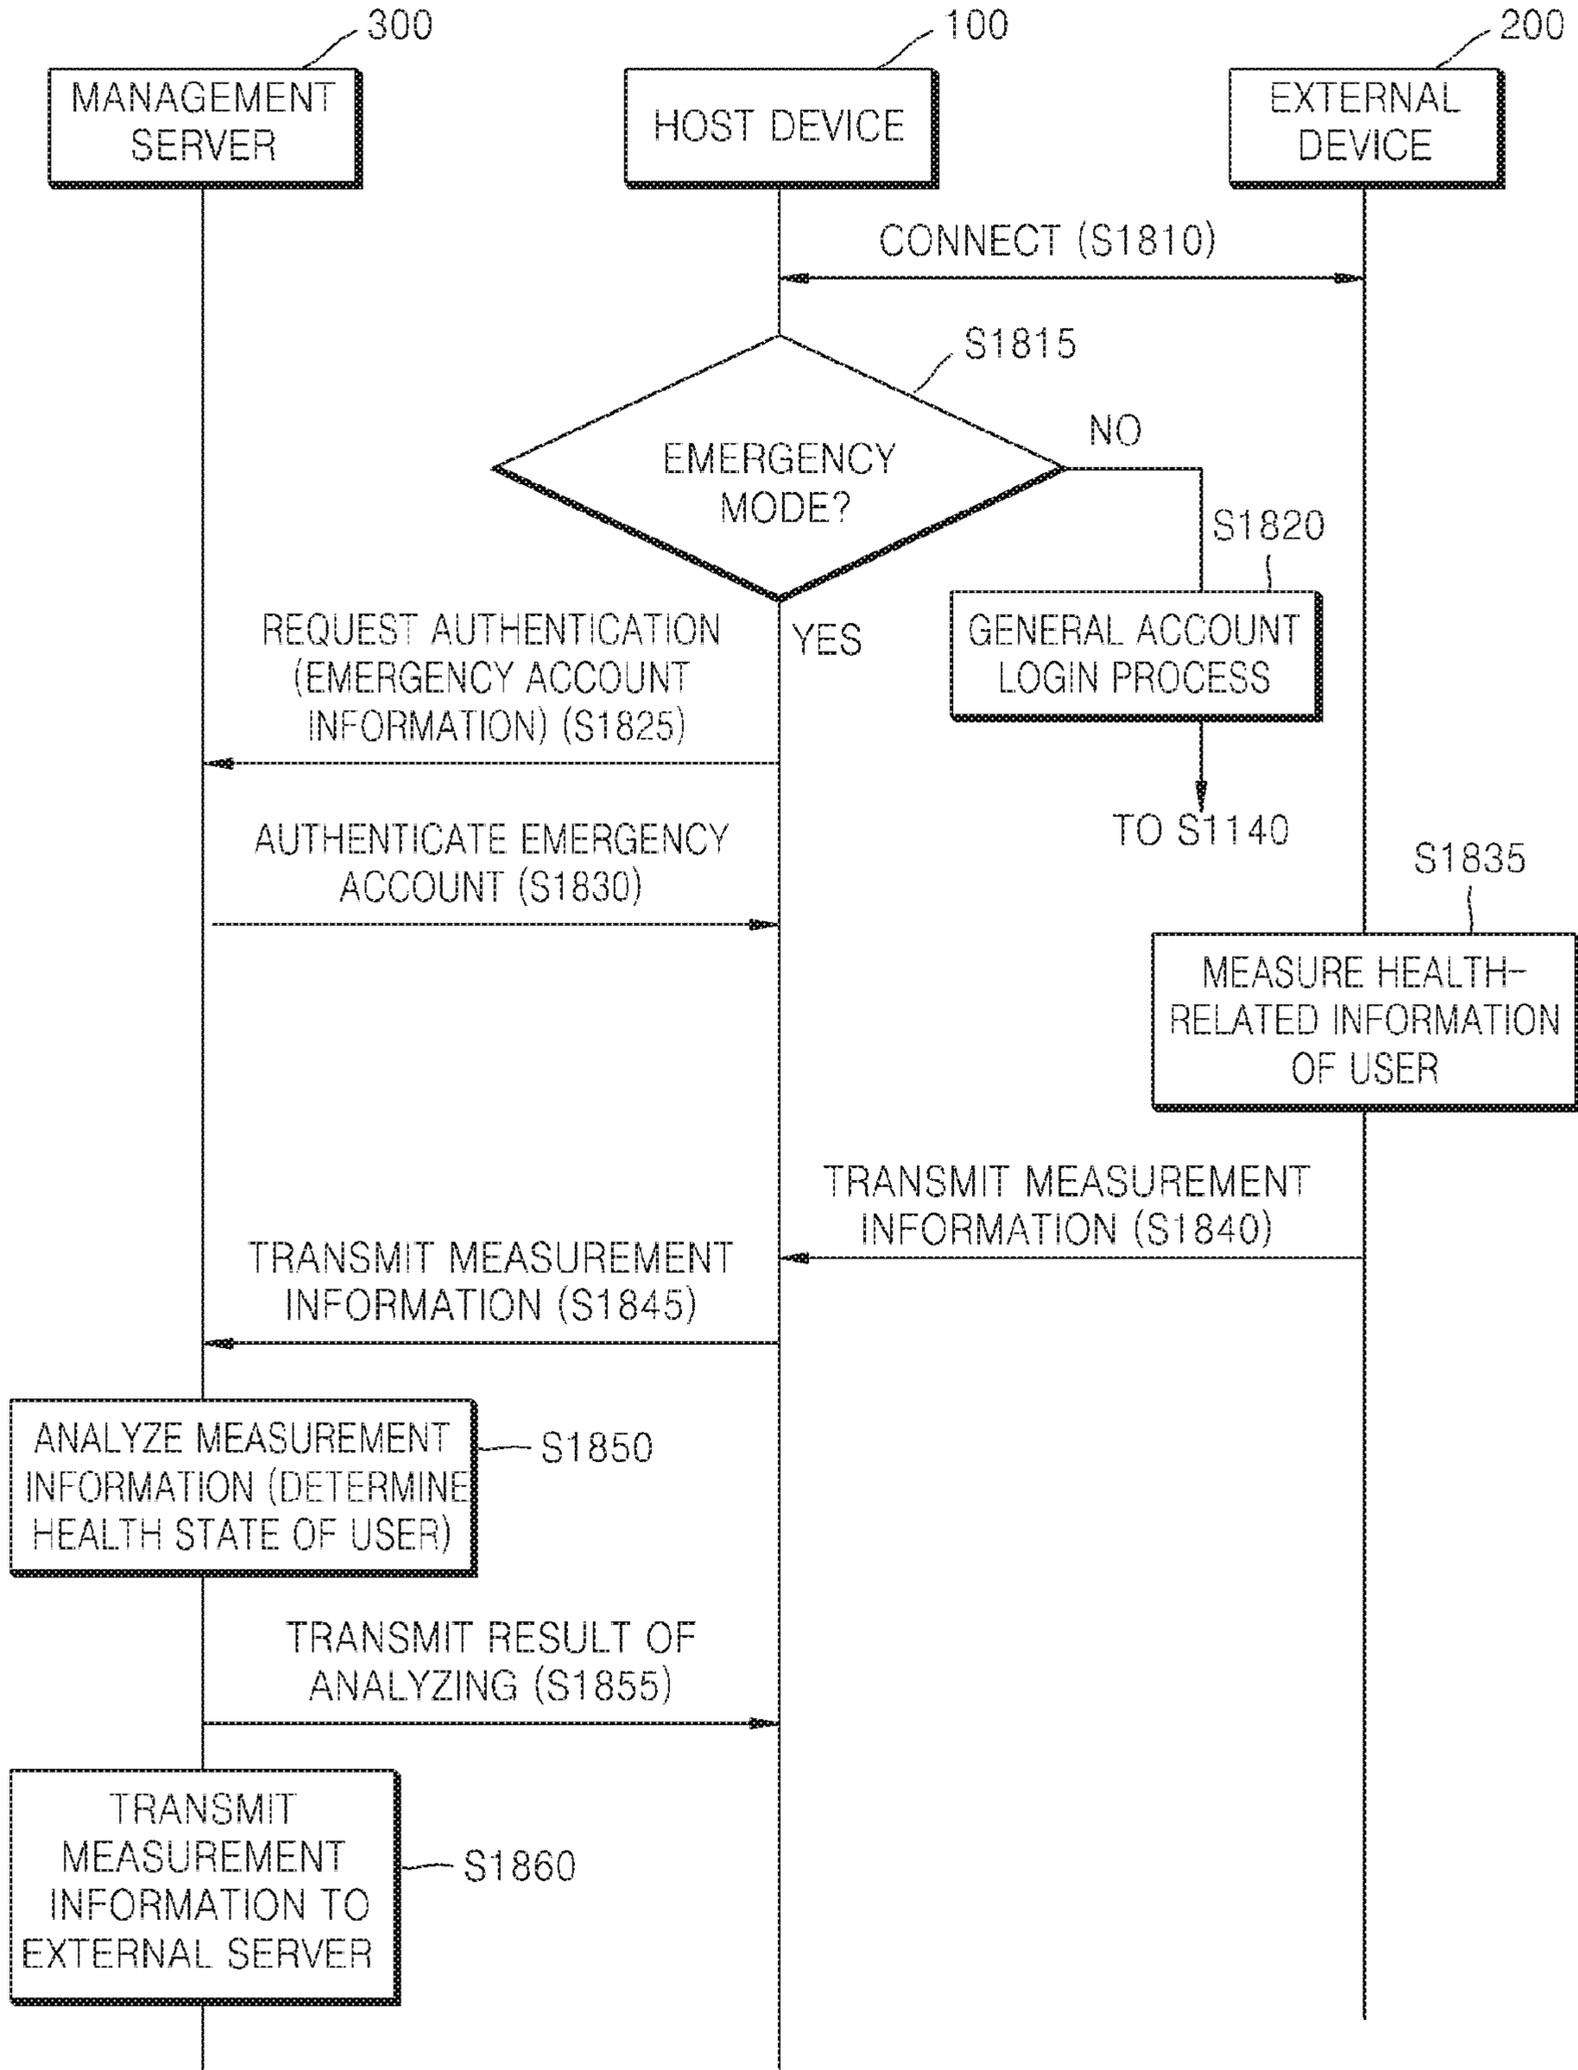 300
100
200
MANAGEMENT
SERVER
HOST DEVICE
EXTERNAL
DEVICE
CONNECT (S1810)
S1815
NO
EMERGENCY
MODE?
S1820
YES
GENERAL ACCOUNT
LOGIN PROCESS
REQUEST AUTHENTICATION
(EMERGENCY ACCOUNT
INFORMATION) (S1825)
TO S1140
AUTHENTICATE EMERGENCY
ACCOUNT (S1830)
S1835
MEASURE HEALTH-
RELATED INFORMATION
OF USER
TRANSMIT MEASUREMENT
INFORMATION (S1840)
TRANSMIT MEASUREMENT
INFORMATION (S1845)
ANALYZE MEASUREMENT
INFORMATION (DETERMINE
HEALTH STATE OF USER)
S1850
TRANSMIT RESULT OF
ANALYZING (S1855)
TRANSMIT
MEASUREMENT
INFORMATION TO
EXTERNAL SERVER
S1860